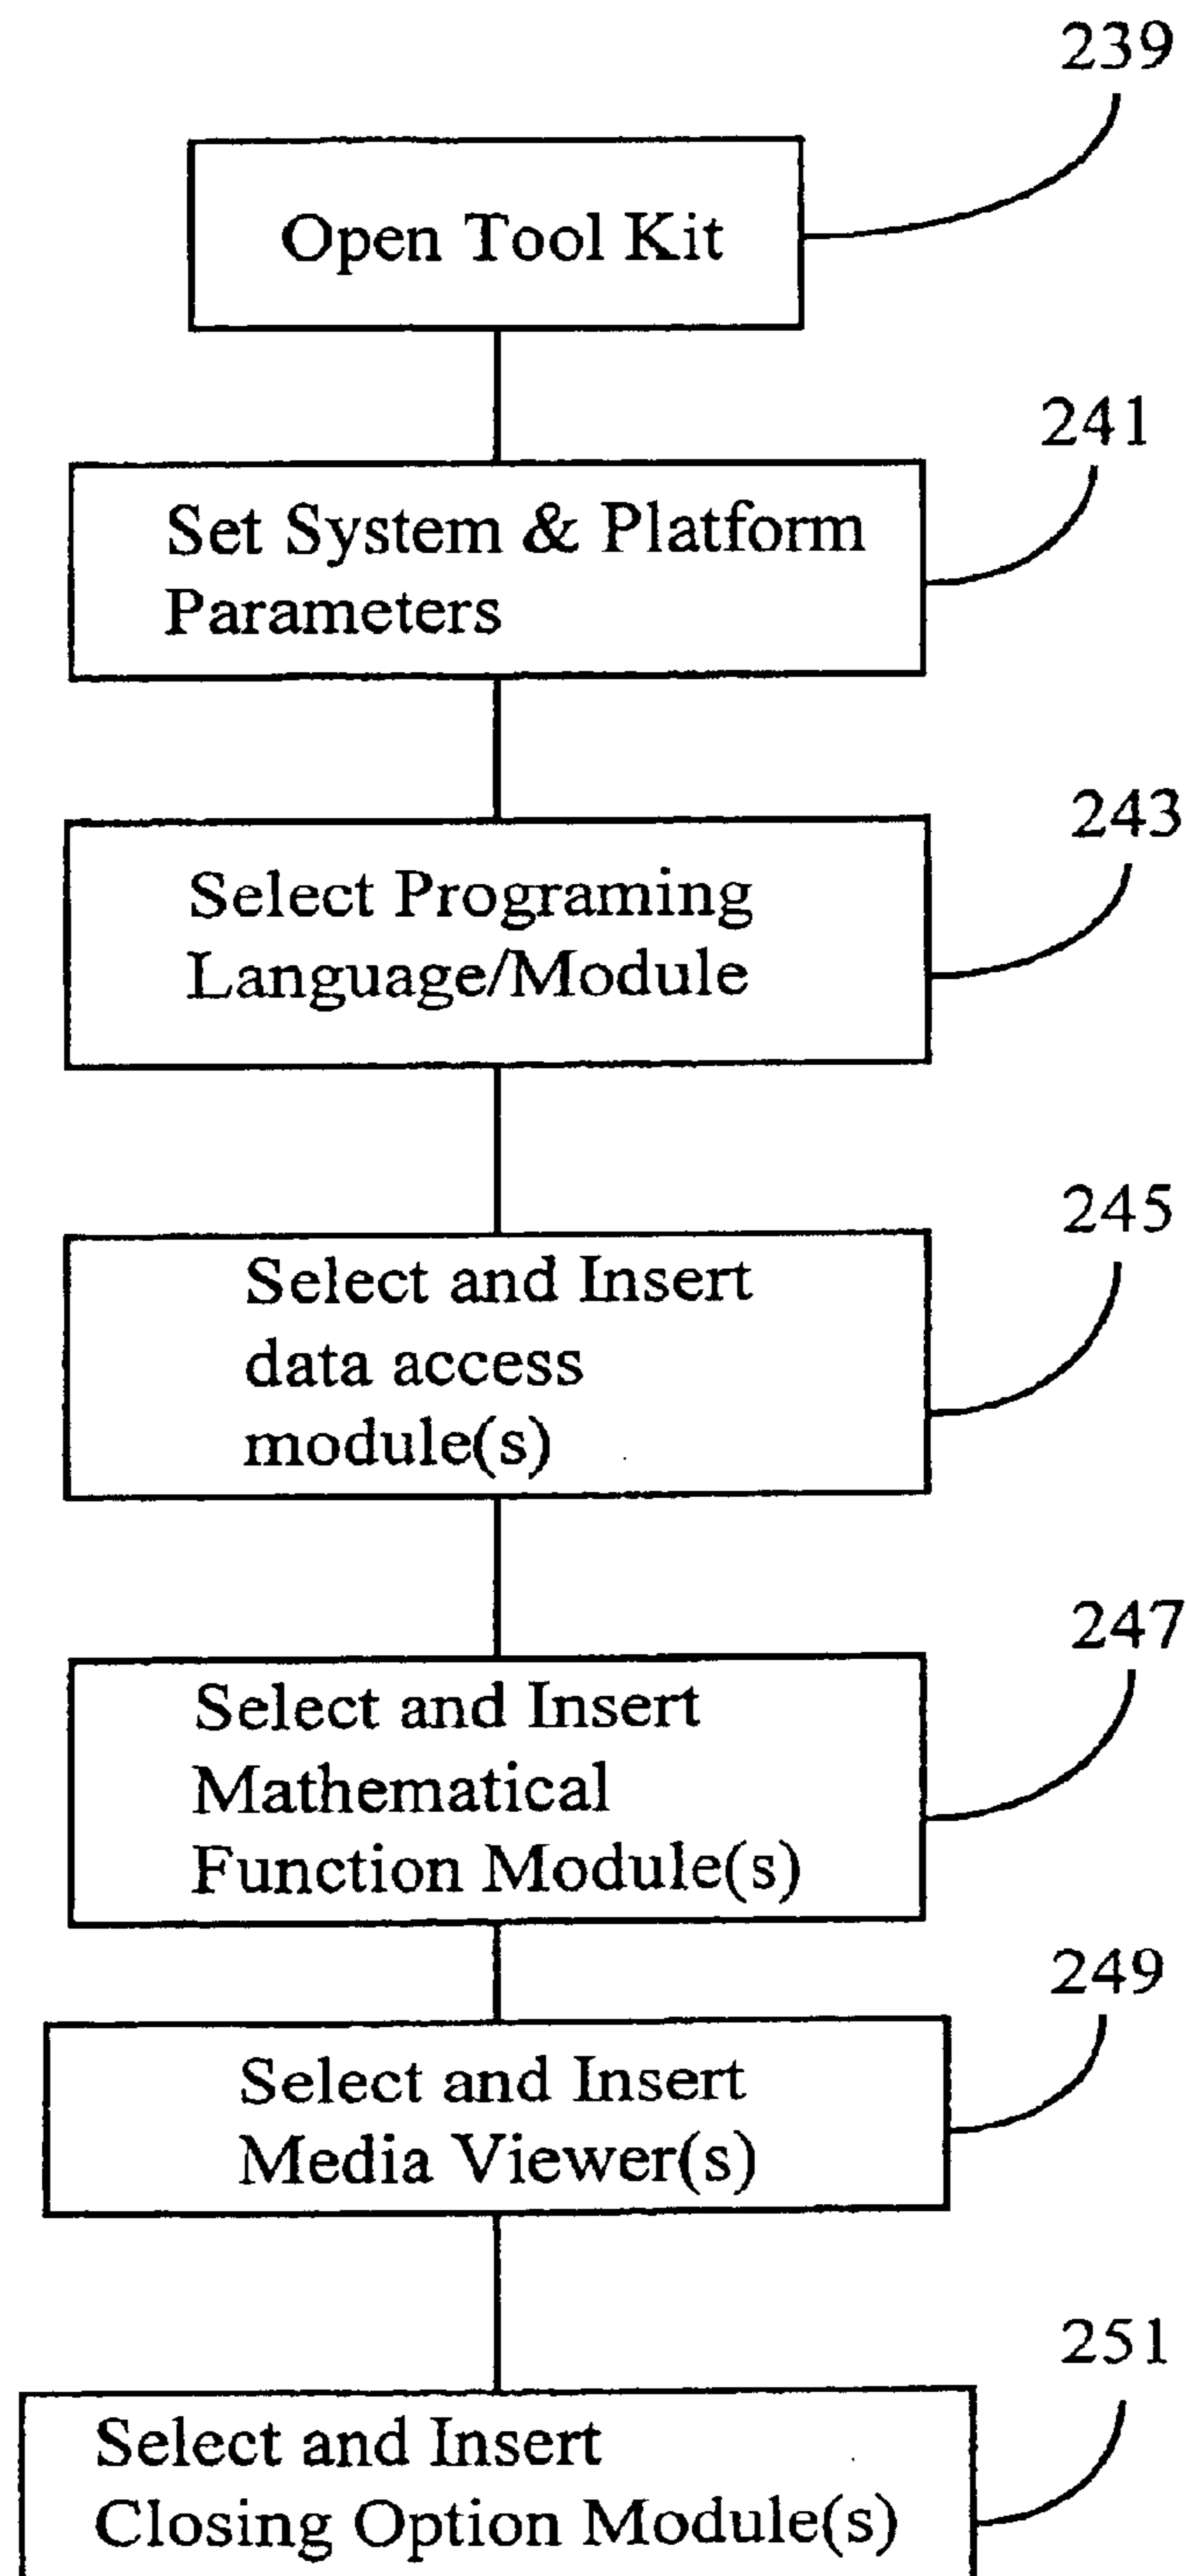 239
Open Tool Kit
241
Set System & Platform
Parameters
243
Select Programing
Language/Module
245
Select and Insert
data access
module(s)
247
Select and Insert
Mathematical
Function Module(s)
249
Select and Insert
Media Viewer(s)
251
Select and Insert
Closing Option Module(s)